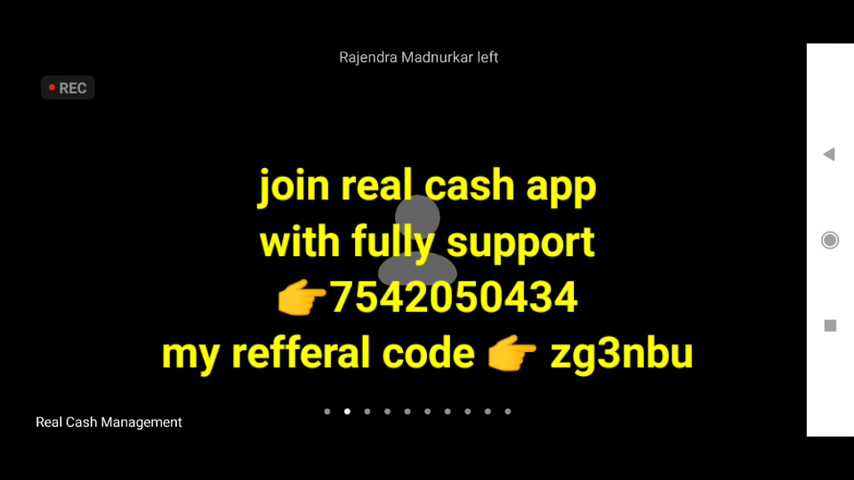 Rajendra Madnurkar left
REC
join real cash app
with fully support
👉7542050434
my refferal code 👉 zg3nbu
Real Cash Management